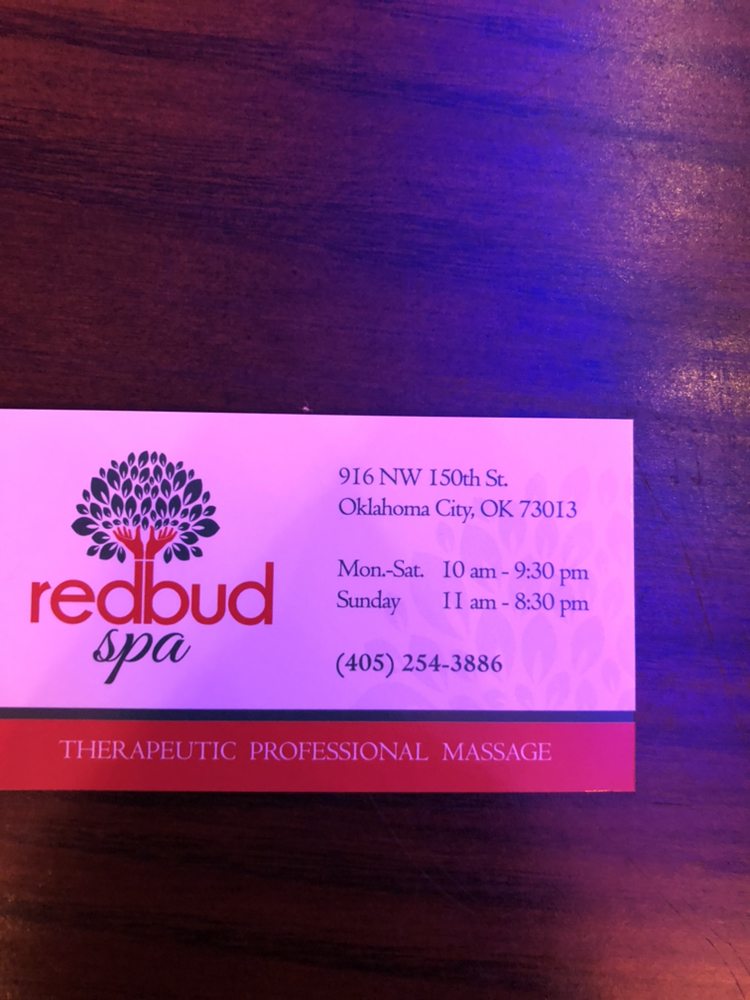 redbud
spa
916 NW 150th St.
Oklahoma City, OK 73013
Mon.-Sat. 10 am - 9:30 pm
Sunday 11 am - 8:30 pm
(405) 254-3886
THERAPEUTIC PROFESSIONAL MASSAGE